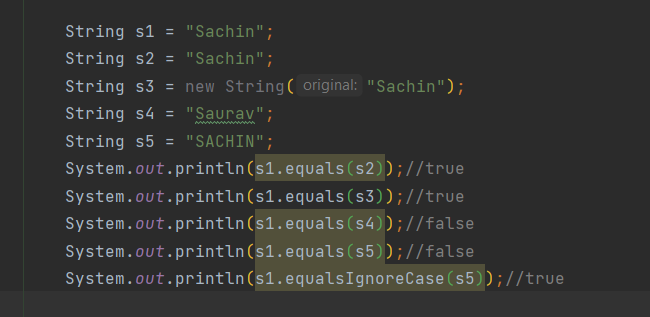 String s1 = "Sachin";
String s2 = "Sachin";
String s3 = new String( original: "Sachin");
String s4 = "Saurav";
String s5 = "SACHIN";
System.out.println(s1.equals(s2));//true
System.out.println(s1.equals(s3));//true
System.out.println(s1.equals(s4));//false
System.out.println(s1.equals(s5));//false
System.out.println(s1.equalsIgnoreCase(s5));//true